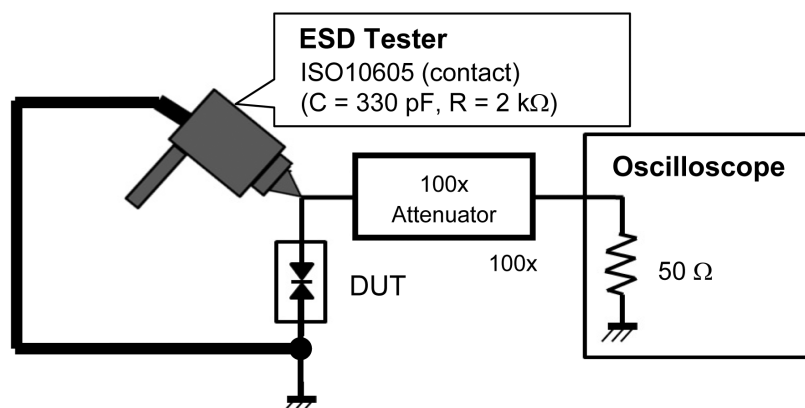 ESD Tester
ISO10605 (contact)
(C = 330 pF, R = 2 kΩ)
100x
Attenuator
100x
Oscilloscope
50 Ω
DUT